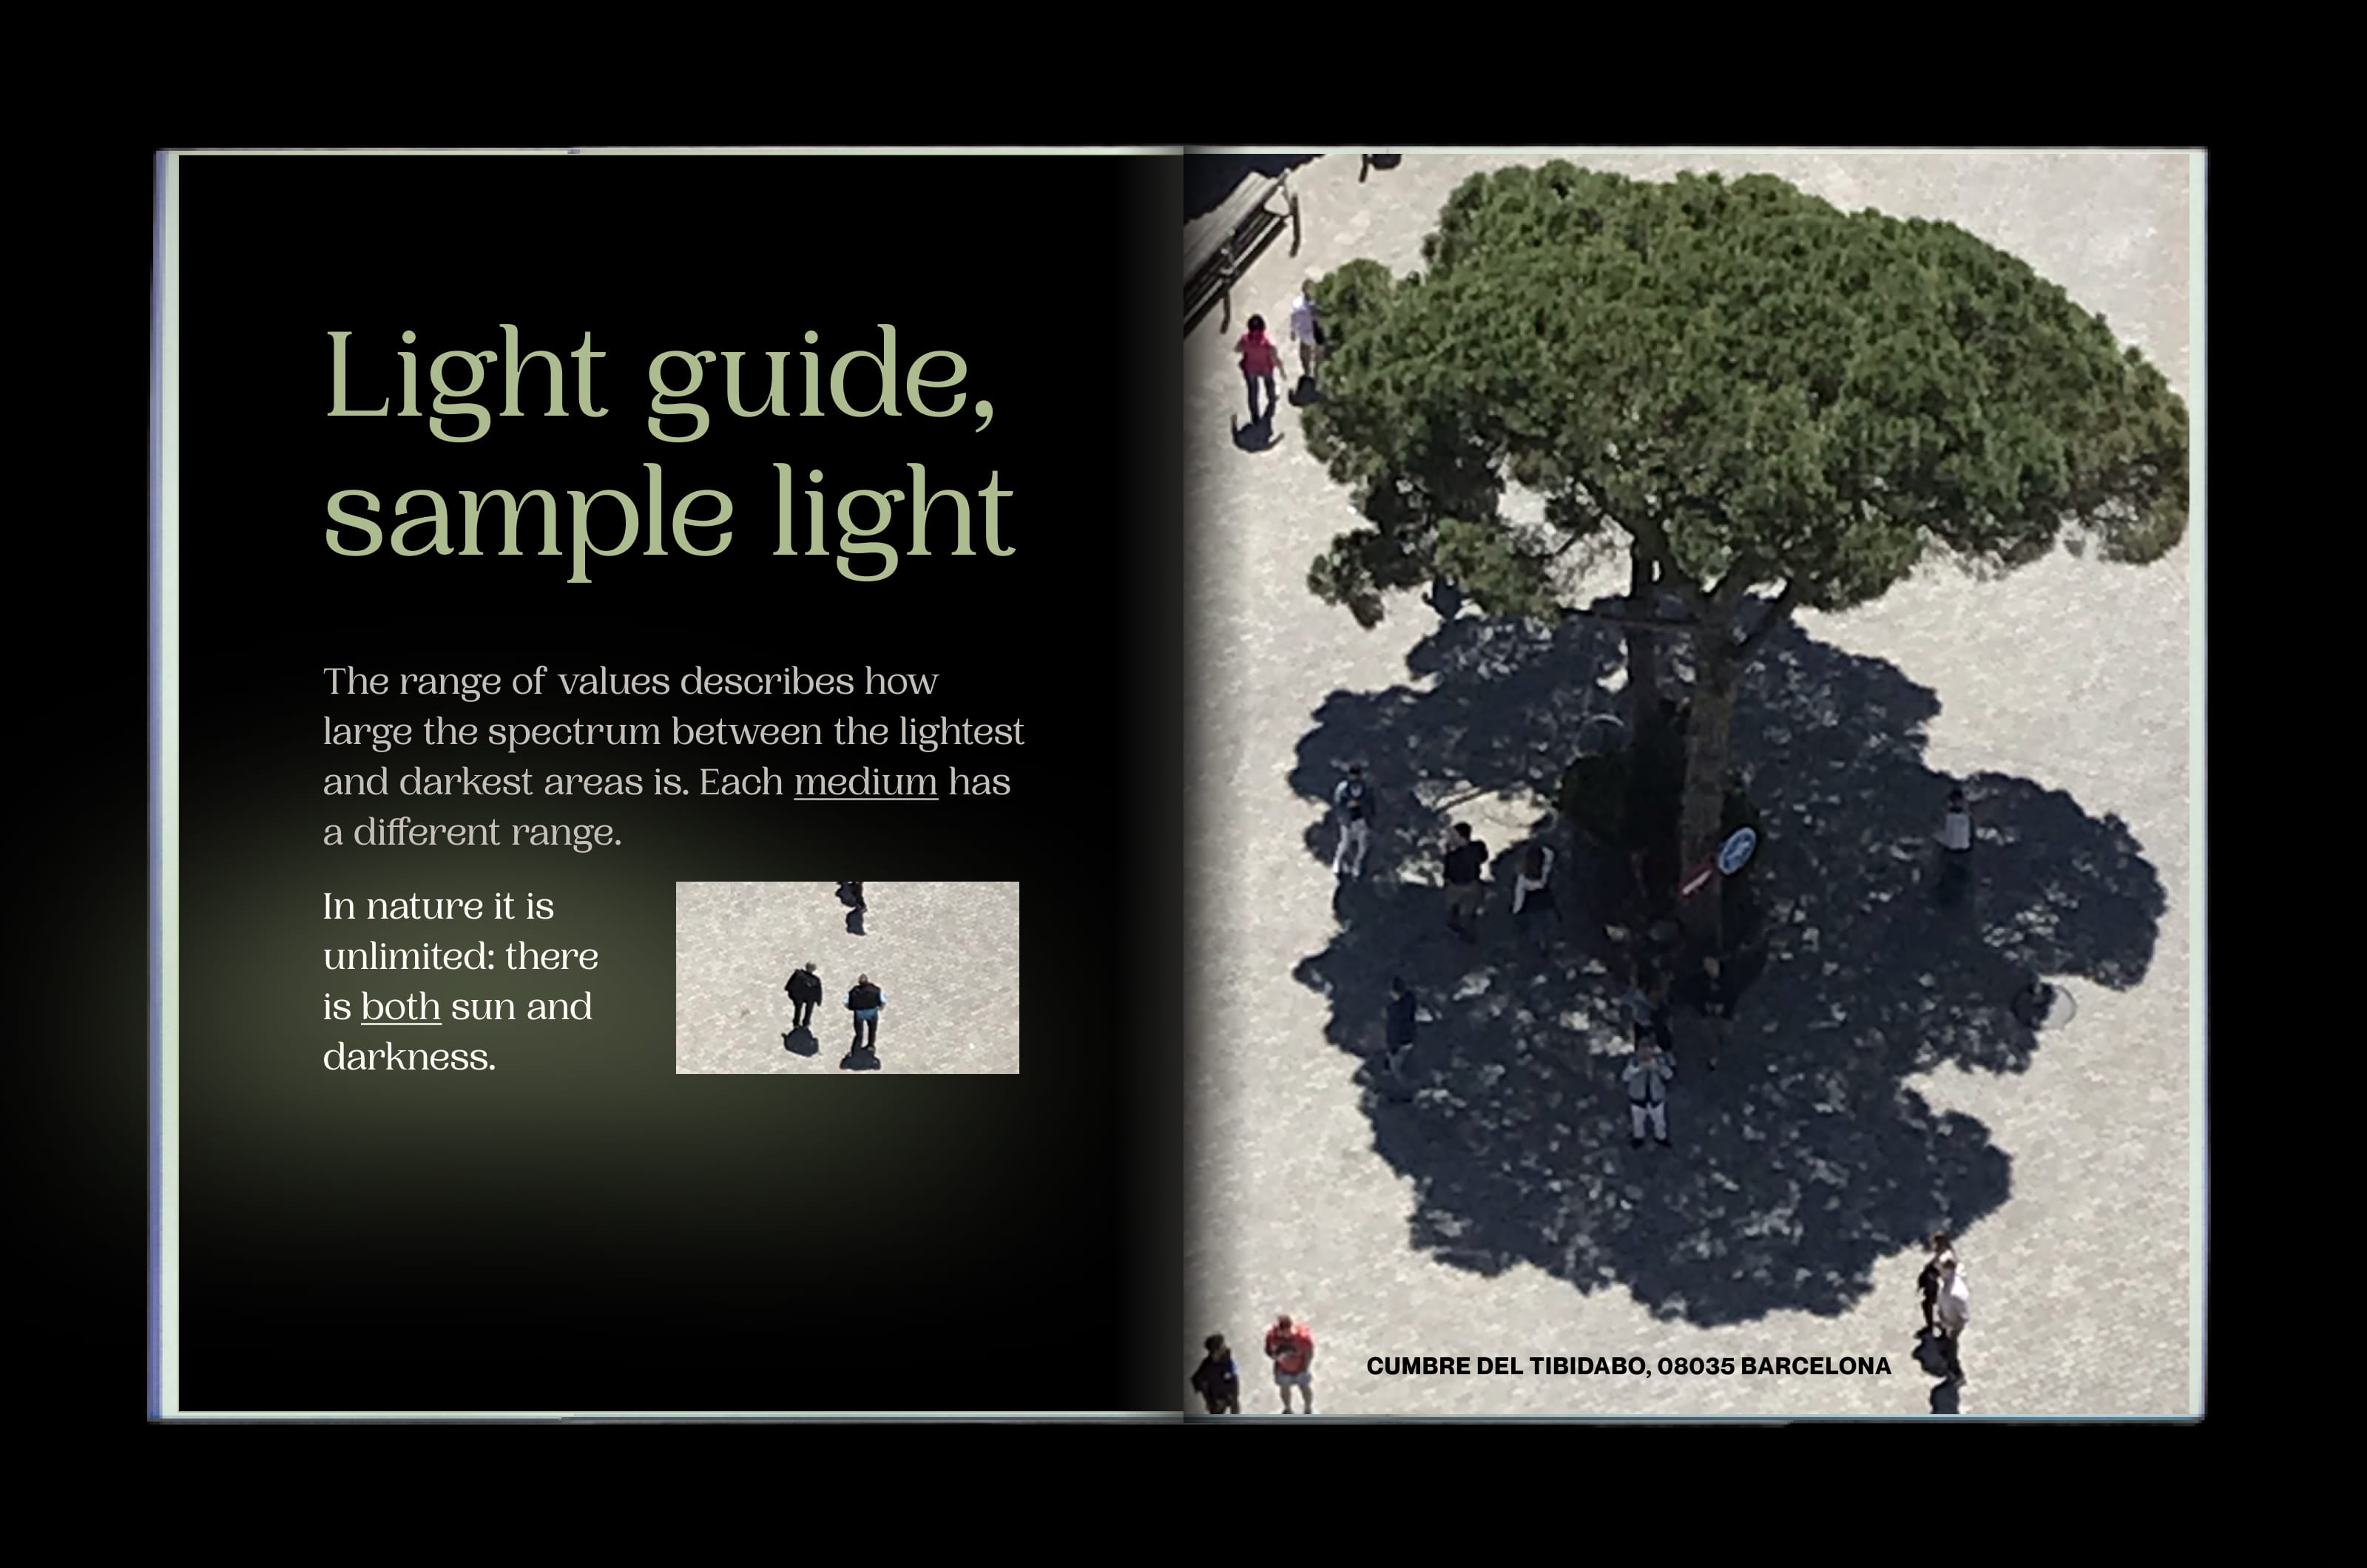 Light guide,
sample light
The range of values describes how
large the spectrum between the lightest
and darkest areas is. Each medium has
a different range.
In nature it is
unlimited: there
is both sun and
darkness.
CUMBRE DEL TIBIDABO, 08035 BARCELONA